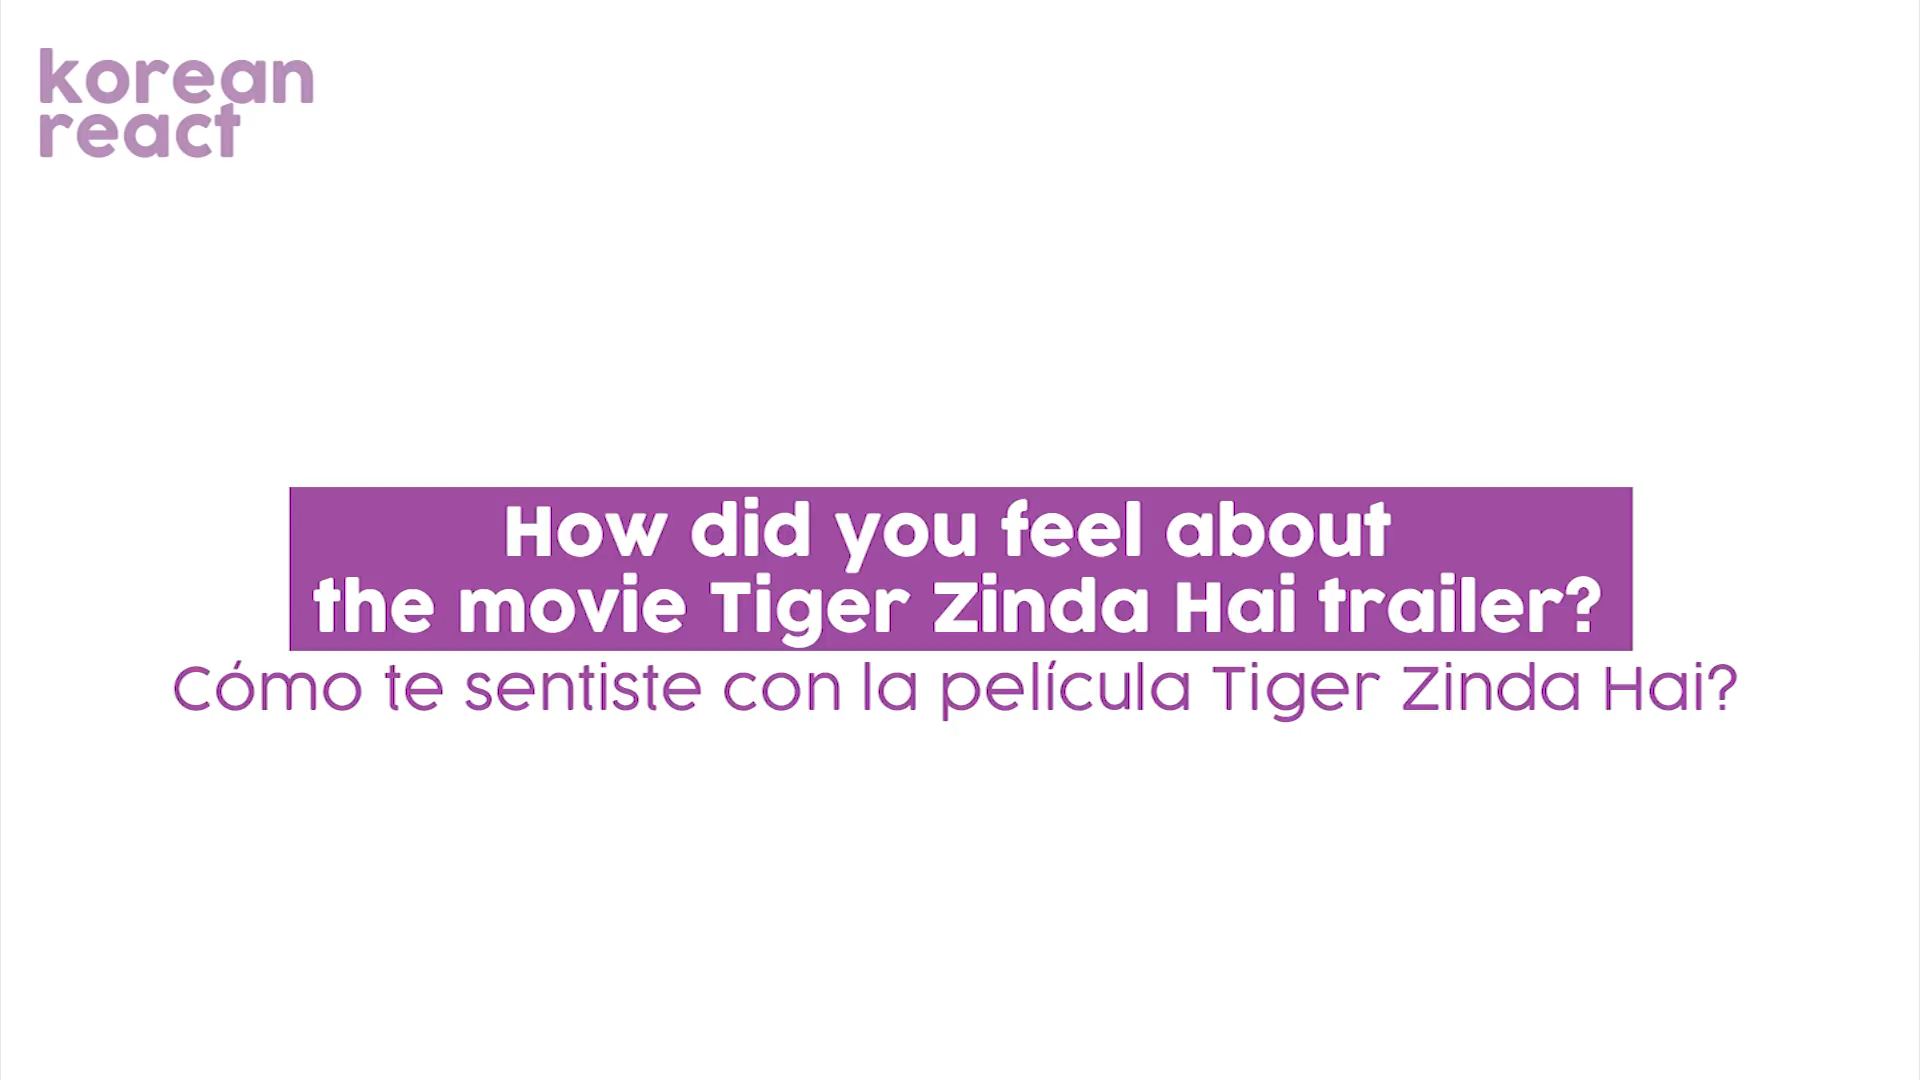 korean
react
How did you feel about
the movie Tiger Zinda Hai trailer?
Cómo te sentiste con la película Tiger Zinda Hai?